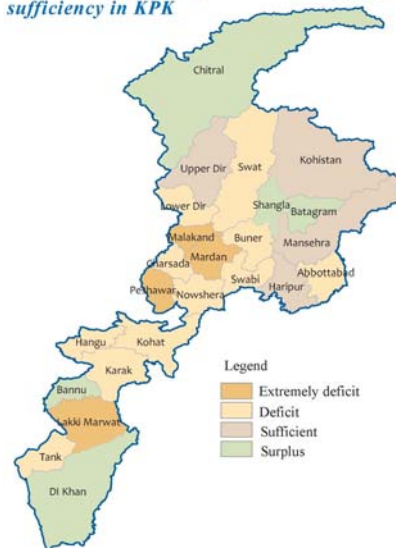 sufficiency in KPK
Chitral
Upper Dir
Swat
Kohistan
Lower Dir
Shangla
Batagram
Malakand
Buner
Mansehra
Mardan
Charsada
Swabi
Abbottabad
Peshawar
Nowshera
Haripur
Hangu
Kohat
Karak
Bannu
Lakki Marwat
Tank
DI Khan
Legend
Extremely deficit
Deficit
Sufficient
Surplus